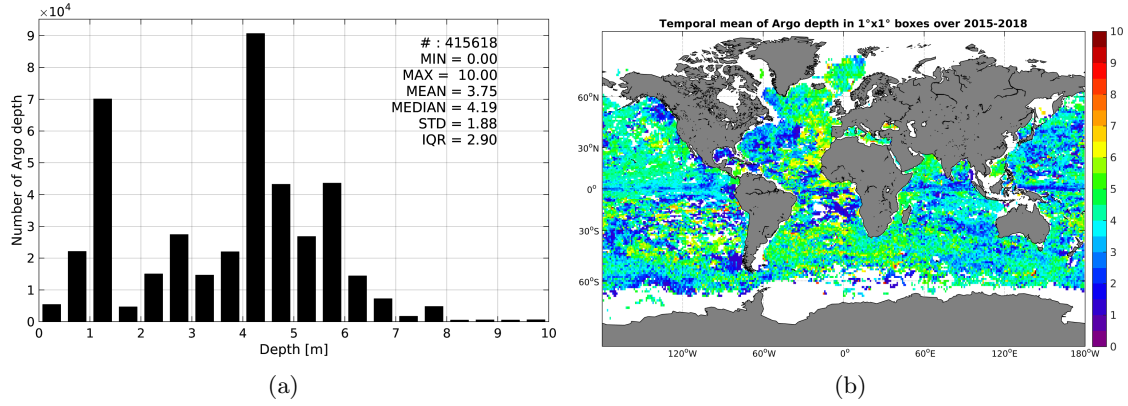 ×10⁴
9
8
7
6
5
4
3
2
1
0
Number of Argo depth
# : 415618
MIN = 0.00
MAX = 10.00
MEAN = 3.75
MEDIAN = 4.19
STD = 1.88
IQR = 2.90
0 1 2 3 4 5 6 7 8 9 10
Depth [m]
(a)
Temporal mean of Argo depth in 1°x1° boxes over 2015-2018
60°N
30°N
0°
30°S
60°S
120°W 60°W 0° 60°E 120°E 180°W
10
9
8
7
6
5
4
3
2
1
0
(b)